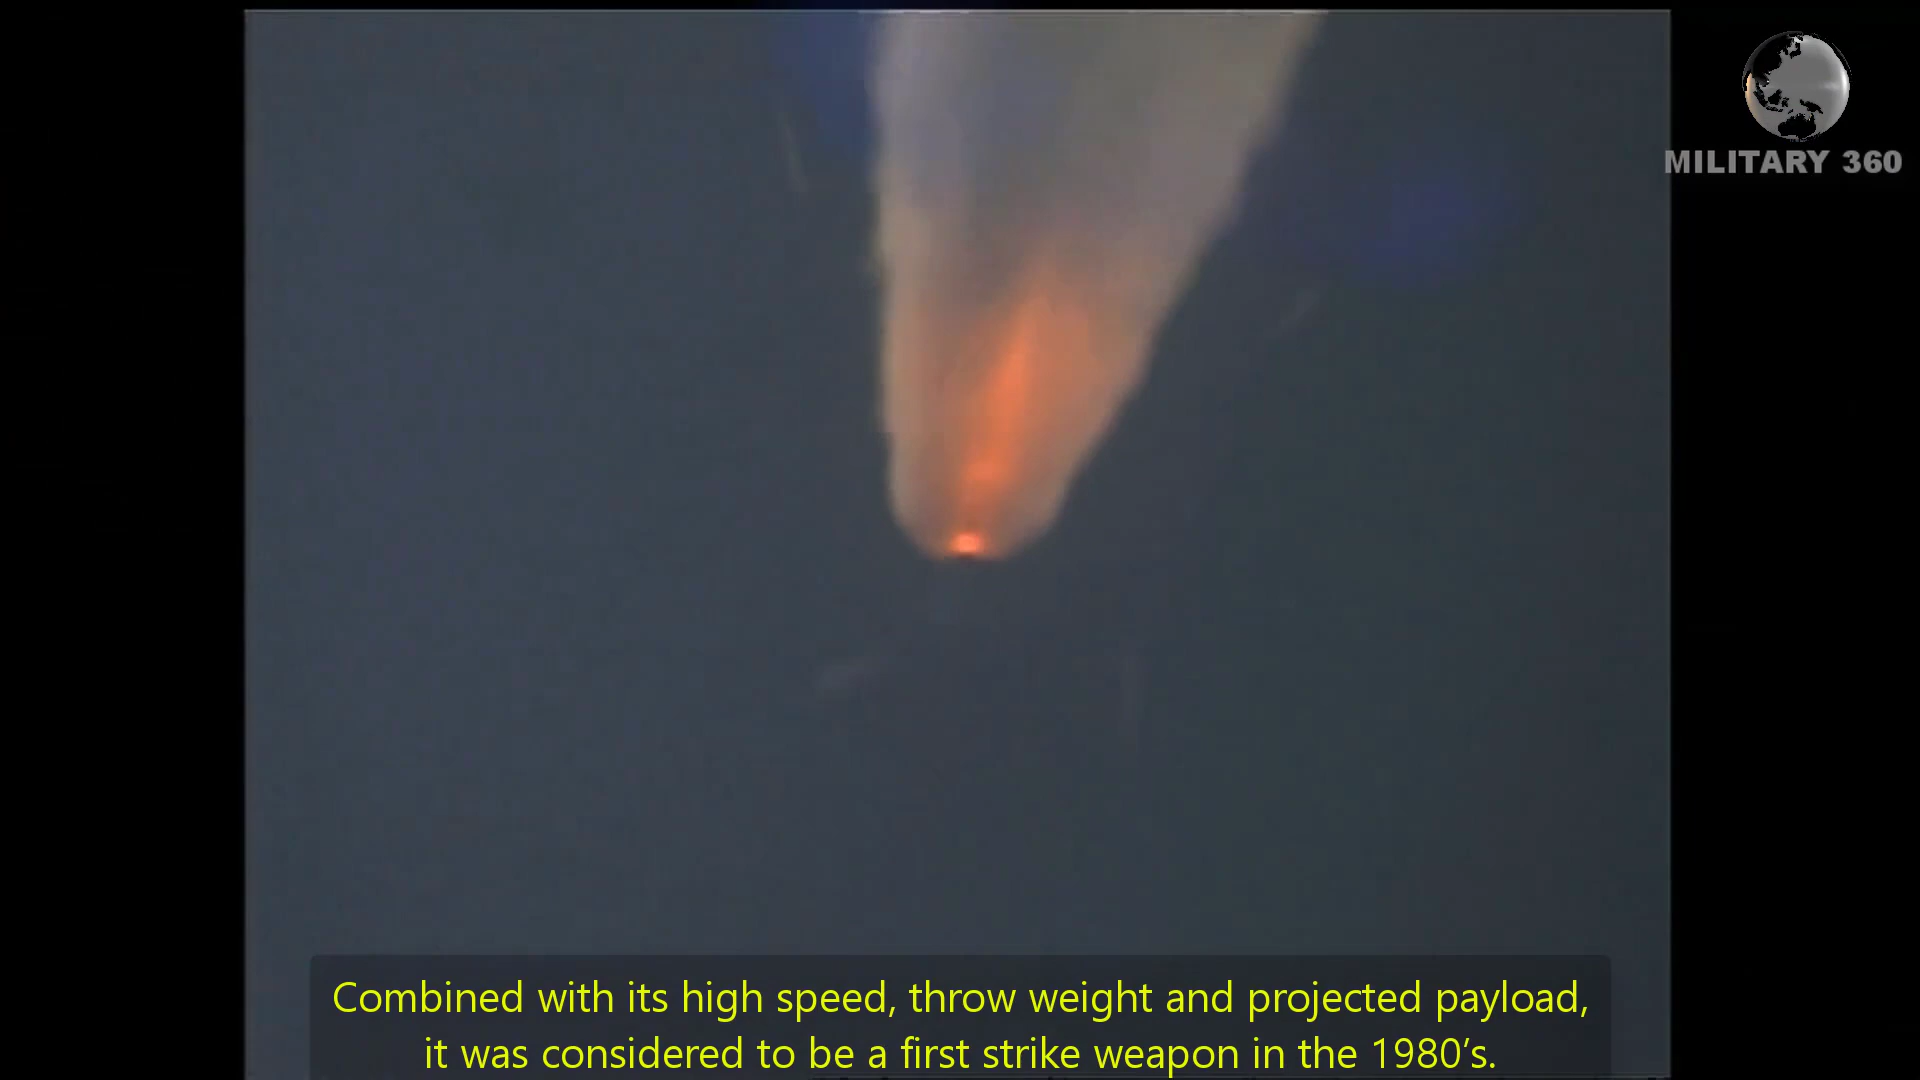 MILITARY 360
Combined with its high speed, throw weight and projected payload,
it was considered to be a first strike weapon in the 1980’s.